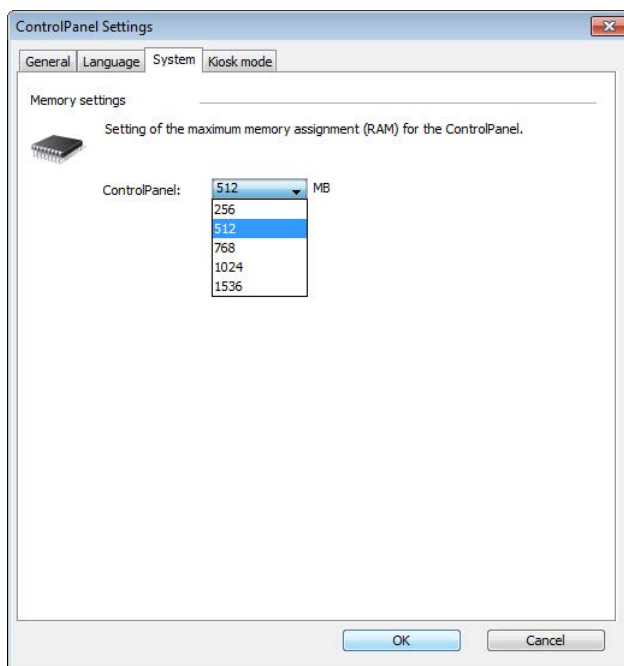 ControlPanel Settings
General Language System Kiosk mode
Memory settings
Setting of the maximum memory assignment (RAM) for the ControlPanel.
ControlPanel: 512 MB
256
512
768
1024
1536
OK Cancel